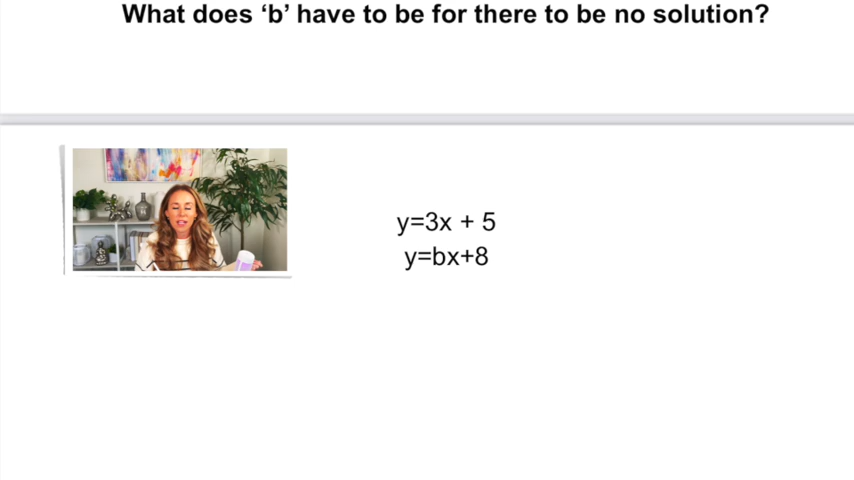 What does ‘b’ have to be for there to be no solution?
y=3x + 5
y=bx+8